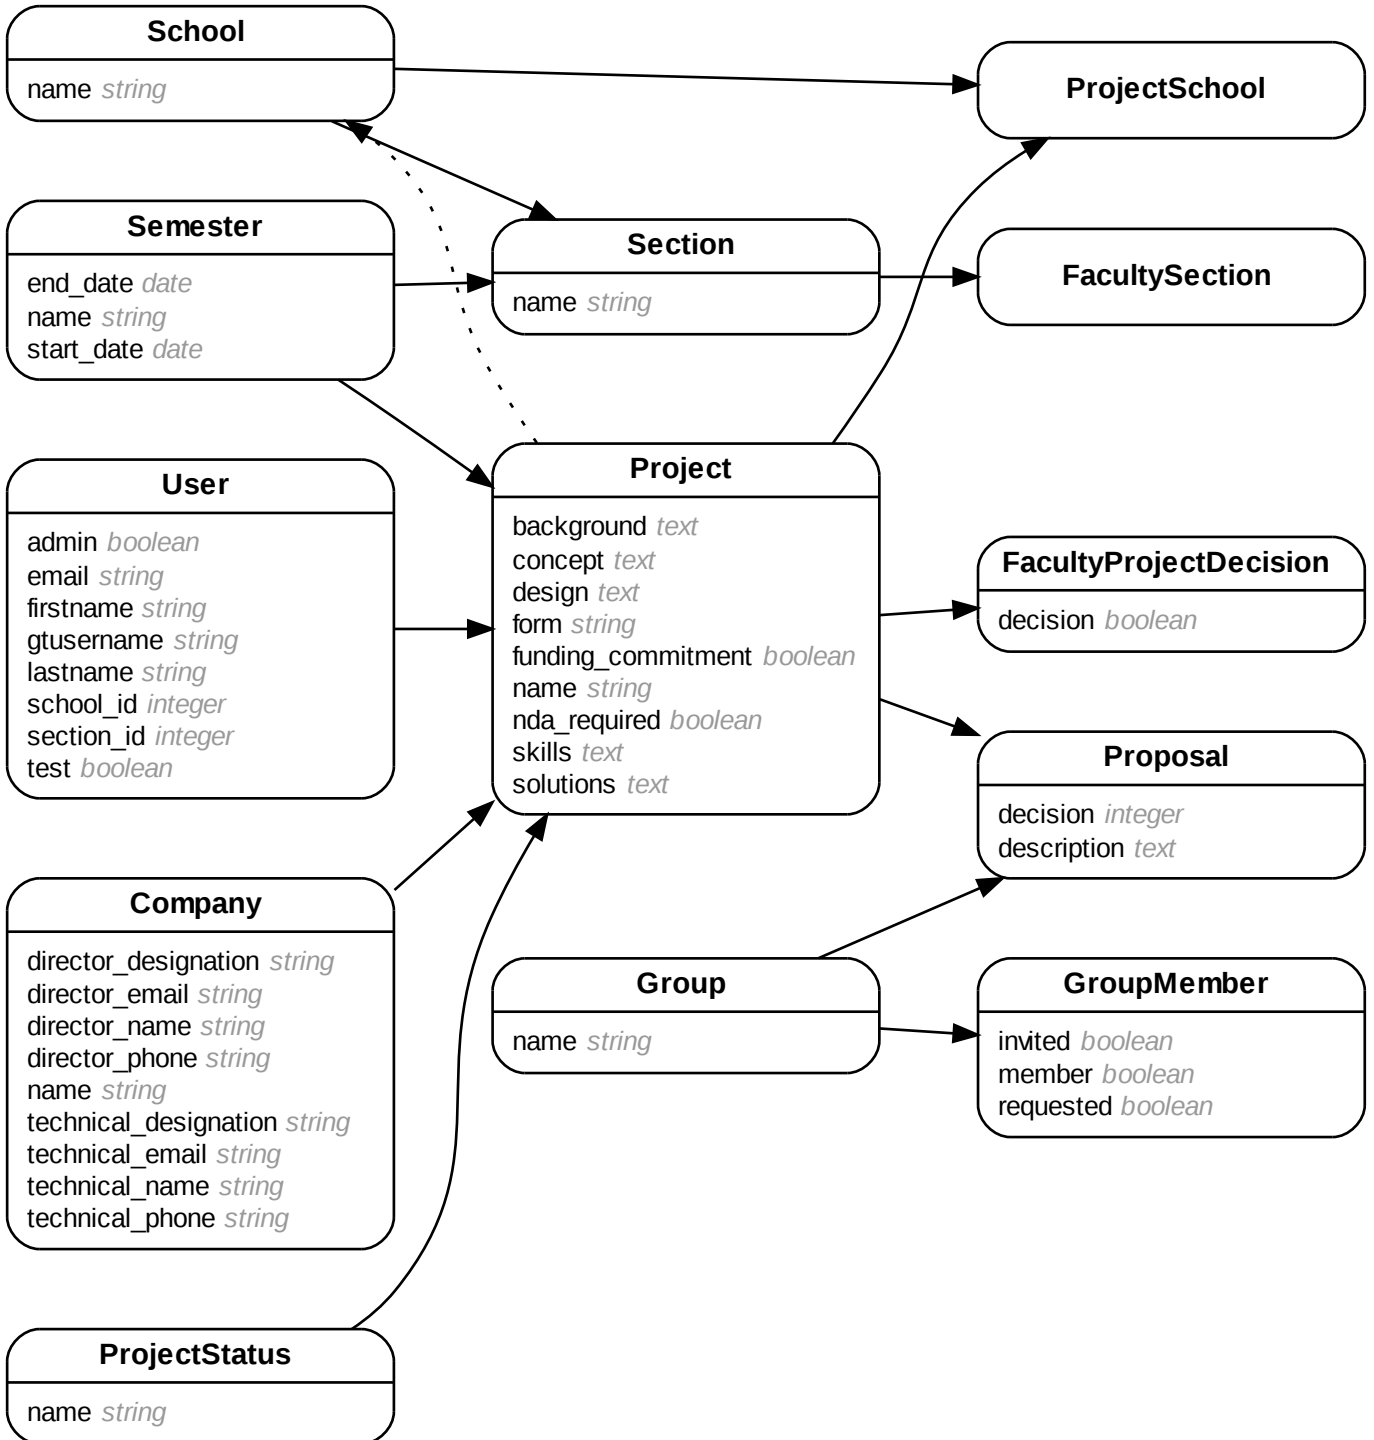 School
name string
ProjectSchool
Semester
end_date date
name string
start_date date
Section
name string
FacultySection
User
admin boolean
email string
firstname string
gtusername string
lastname string
school_id integer
section_id integer
test boolean
Project
background text
concept text
design text
form string
funding_commitment boolean
name string
nda_required boolean
skills text
solutions text
FacultyProjectDecision
decision boolean
Proposal
decision integer
description text
Company
director_designation string
director_email string
director_name string
director_phone string
name string
technical_designation string
technical_email string
technical_name string
technical_phone string
Group
name string
GroupMember
invited boolean
member boolean
requested boolean
ProjectStatus
name string